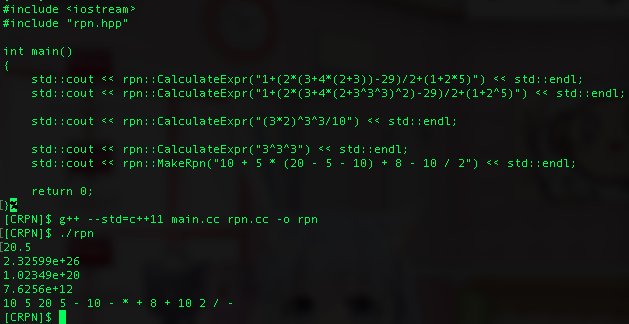 #include <iostream>
#include "rpn.hpp"
int main()
{
std::cout << rpn::CalculateExpr("1+(2*(3+4*(2+3))-29)/2+(1+2*5)") << std::endl;
std::cout << rpn::CalculateExpr("1+(2*(3+4*(2+3^3^3)^2)-29)/2+(1+2^5)") << std::endl;
std::cout << rpn::CalculateExpr("(3*2)^3^3/10") << std::endl;
std::cout << rpn::CalculateExpr("3^3^3") << std::endl;
std::cout << rpn::MakeRpn("10 + 5 * (20 - 5 - 10) + 8 - 10 / 2") << std::endl;
return 0;
}
[CRPN]$ g++ --std=c++11 main.cc rpn.cc -o rpn
[[CRPN]$ ./rpn
[20.5
2.32599e+26
1.02349e+20
7.6256e+12
10 5 20 5 - 10 - * + 8 + 10 2 / -
[CRPN]$